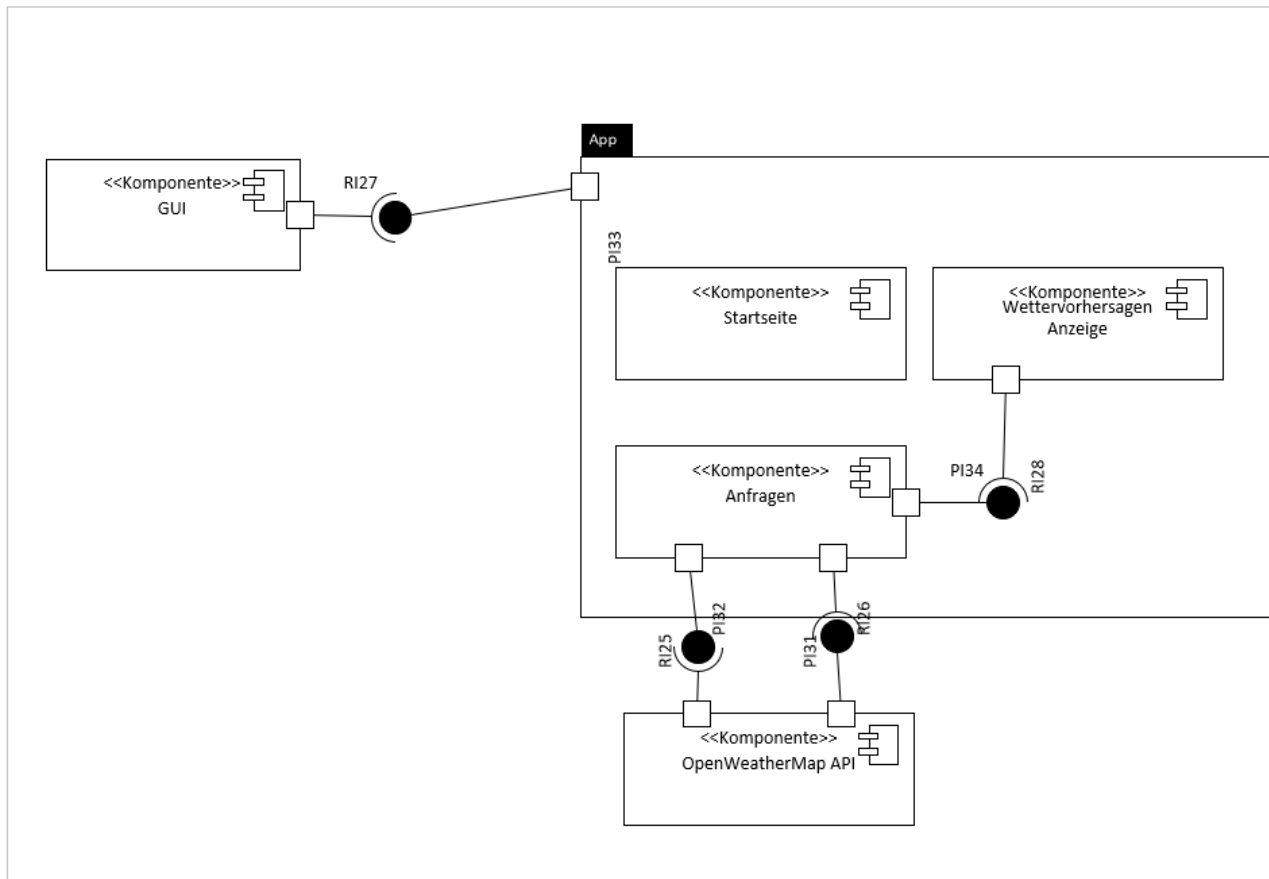 App
<<Komponente>>
GUI
RI27
PI33
<<Komponente>>
Startseite
<<Komponente>>
Wettervorhersagen
Anzeige
<<Komponente>>
Anfragen
PI34
RI28
RI25
PI32
PI31
RI26
<<Komponente>>
OpenWeatherMap API